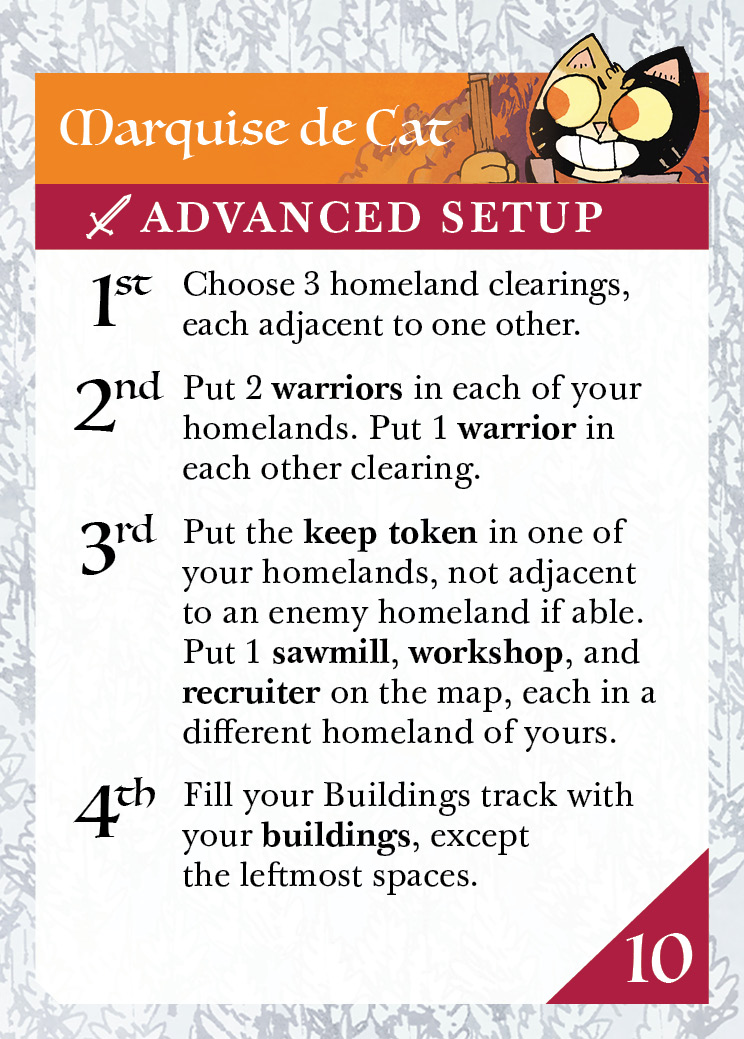 Marquise de Cat
ADVANCED SETUP
1st Choose 3 homeland clearings,
each adjacent to one other.
2nd Put 2 warriors in each of your
homelands. Put 1 warrior in
each other clearing.
3rd Put the keep token in one of
your homelands, not adjacent
to an enemy homeland if able.
Put 1 sawmill, workshop, and
recruiter on the map, each in a
different homeland of yours.
4th Fill your Buildings track with
your buildings, except
the leftmost spaces.
10